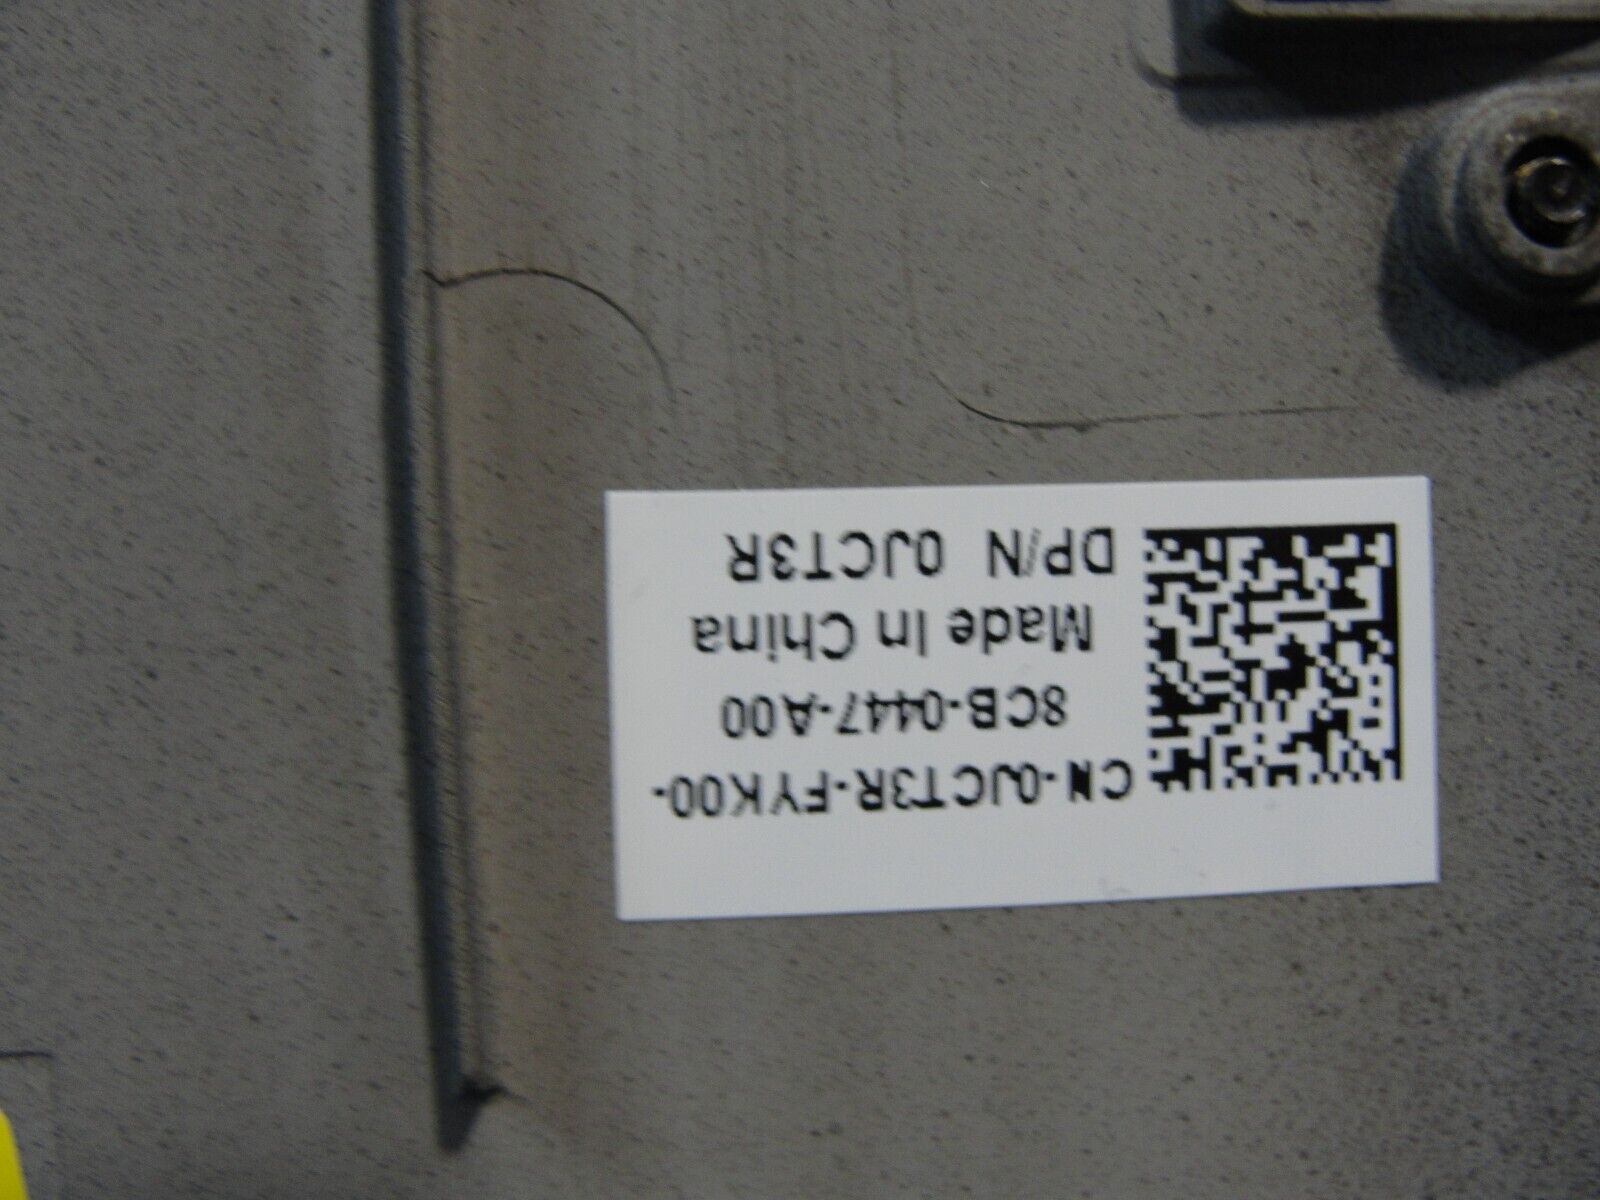 CN-0JCT3R-FYK00-
8CB-0447-A00
Made In China
DP/N 0JCT3R